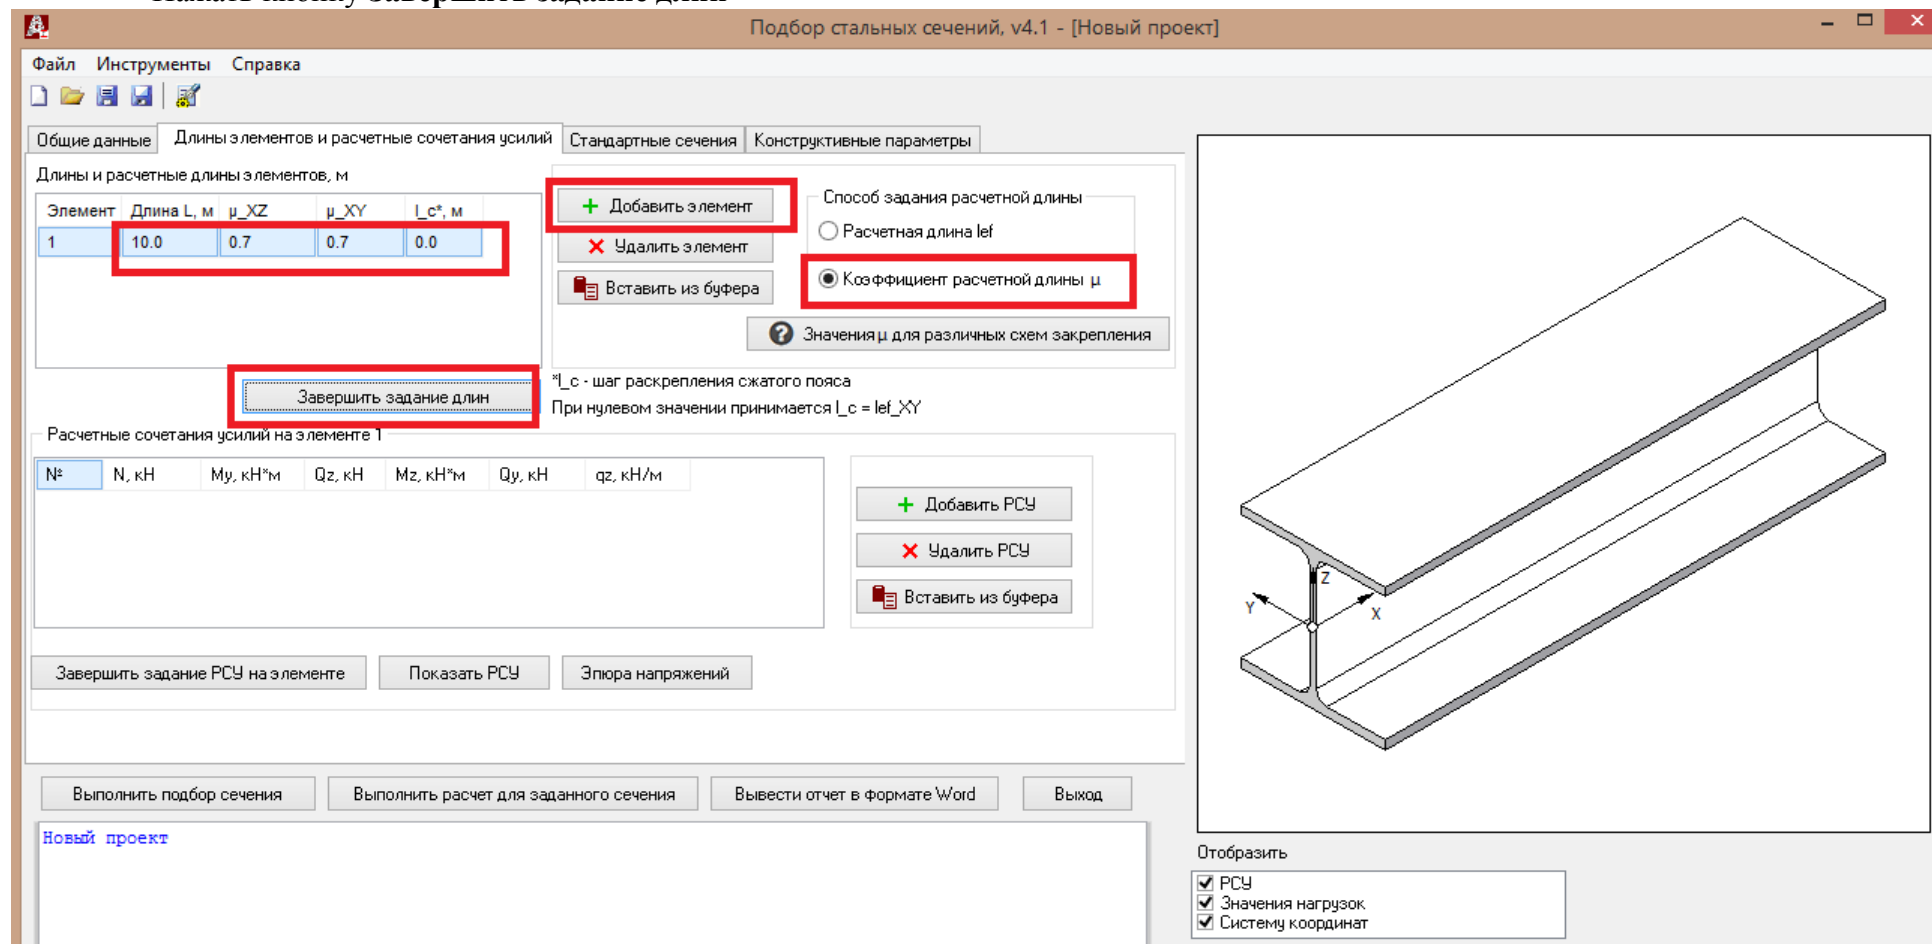 Нажать кнопку Завершить задание длин
Подбор стальных сечений, v4.1 - [Новый проект]
Файл Инструменты Справка
Общие данные Длины элементов и расчетные сочетания усилий Стандартные сечения Конструктивные параметры
Длины и расчетные длины элементов, м
Элемент Длина L, м μ_XZ μ_XY l_c*, м
1 10.0 0.7 0.7 0.0
Добавить элемент
Удалить элемент
Вставить из буфера
Способ задания расчетной длины
Расчетная длина lef
Коэффициент расчетной длины μ
Значения μ для различных схем закрепления
Завершить задание длин
*l_c - шаг раскрепления сжатого пояса
При нулевом значении принимается l_c = lef_XY
Расчетные сочетания усилий на элементе 1
№ N, кН My, кН*м Qz, кН Mz, кН*м Qy, кН qz, кН/м
Добавить РСУ
Удалить РСУ
Вставить из буфера
Завершить задание РСУ на элементе Показать РСУ Эпюра напряжений
Z
Y
X
Выполнить подбор сечения Выполнить расчет для заданного сечения Вывести отчет в формате Word Выход
Новый проект
Отобразить
РСУ
Значения нагрузок
Систему координат